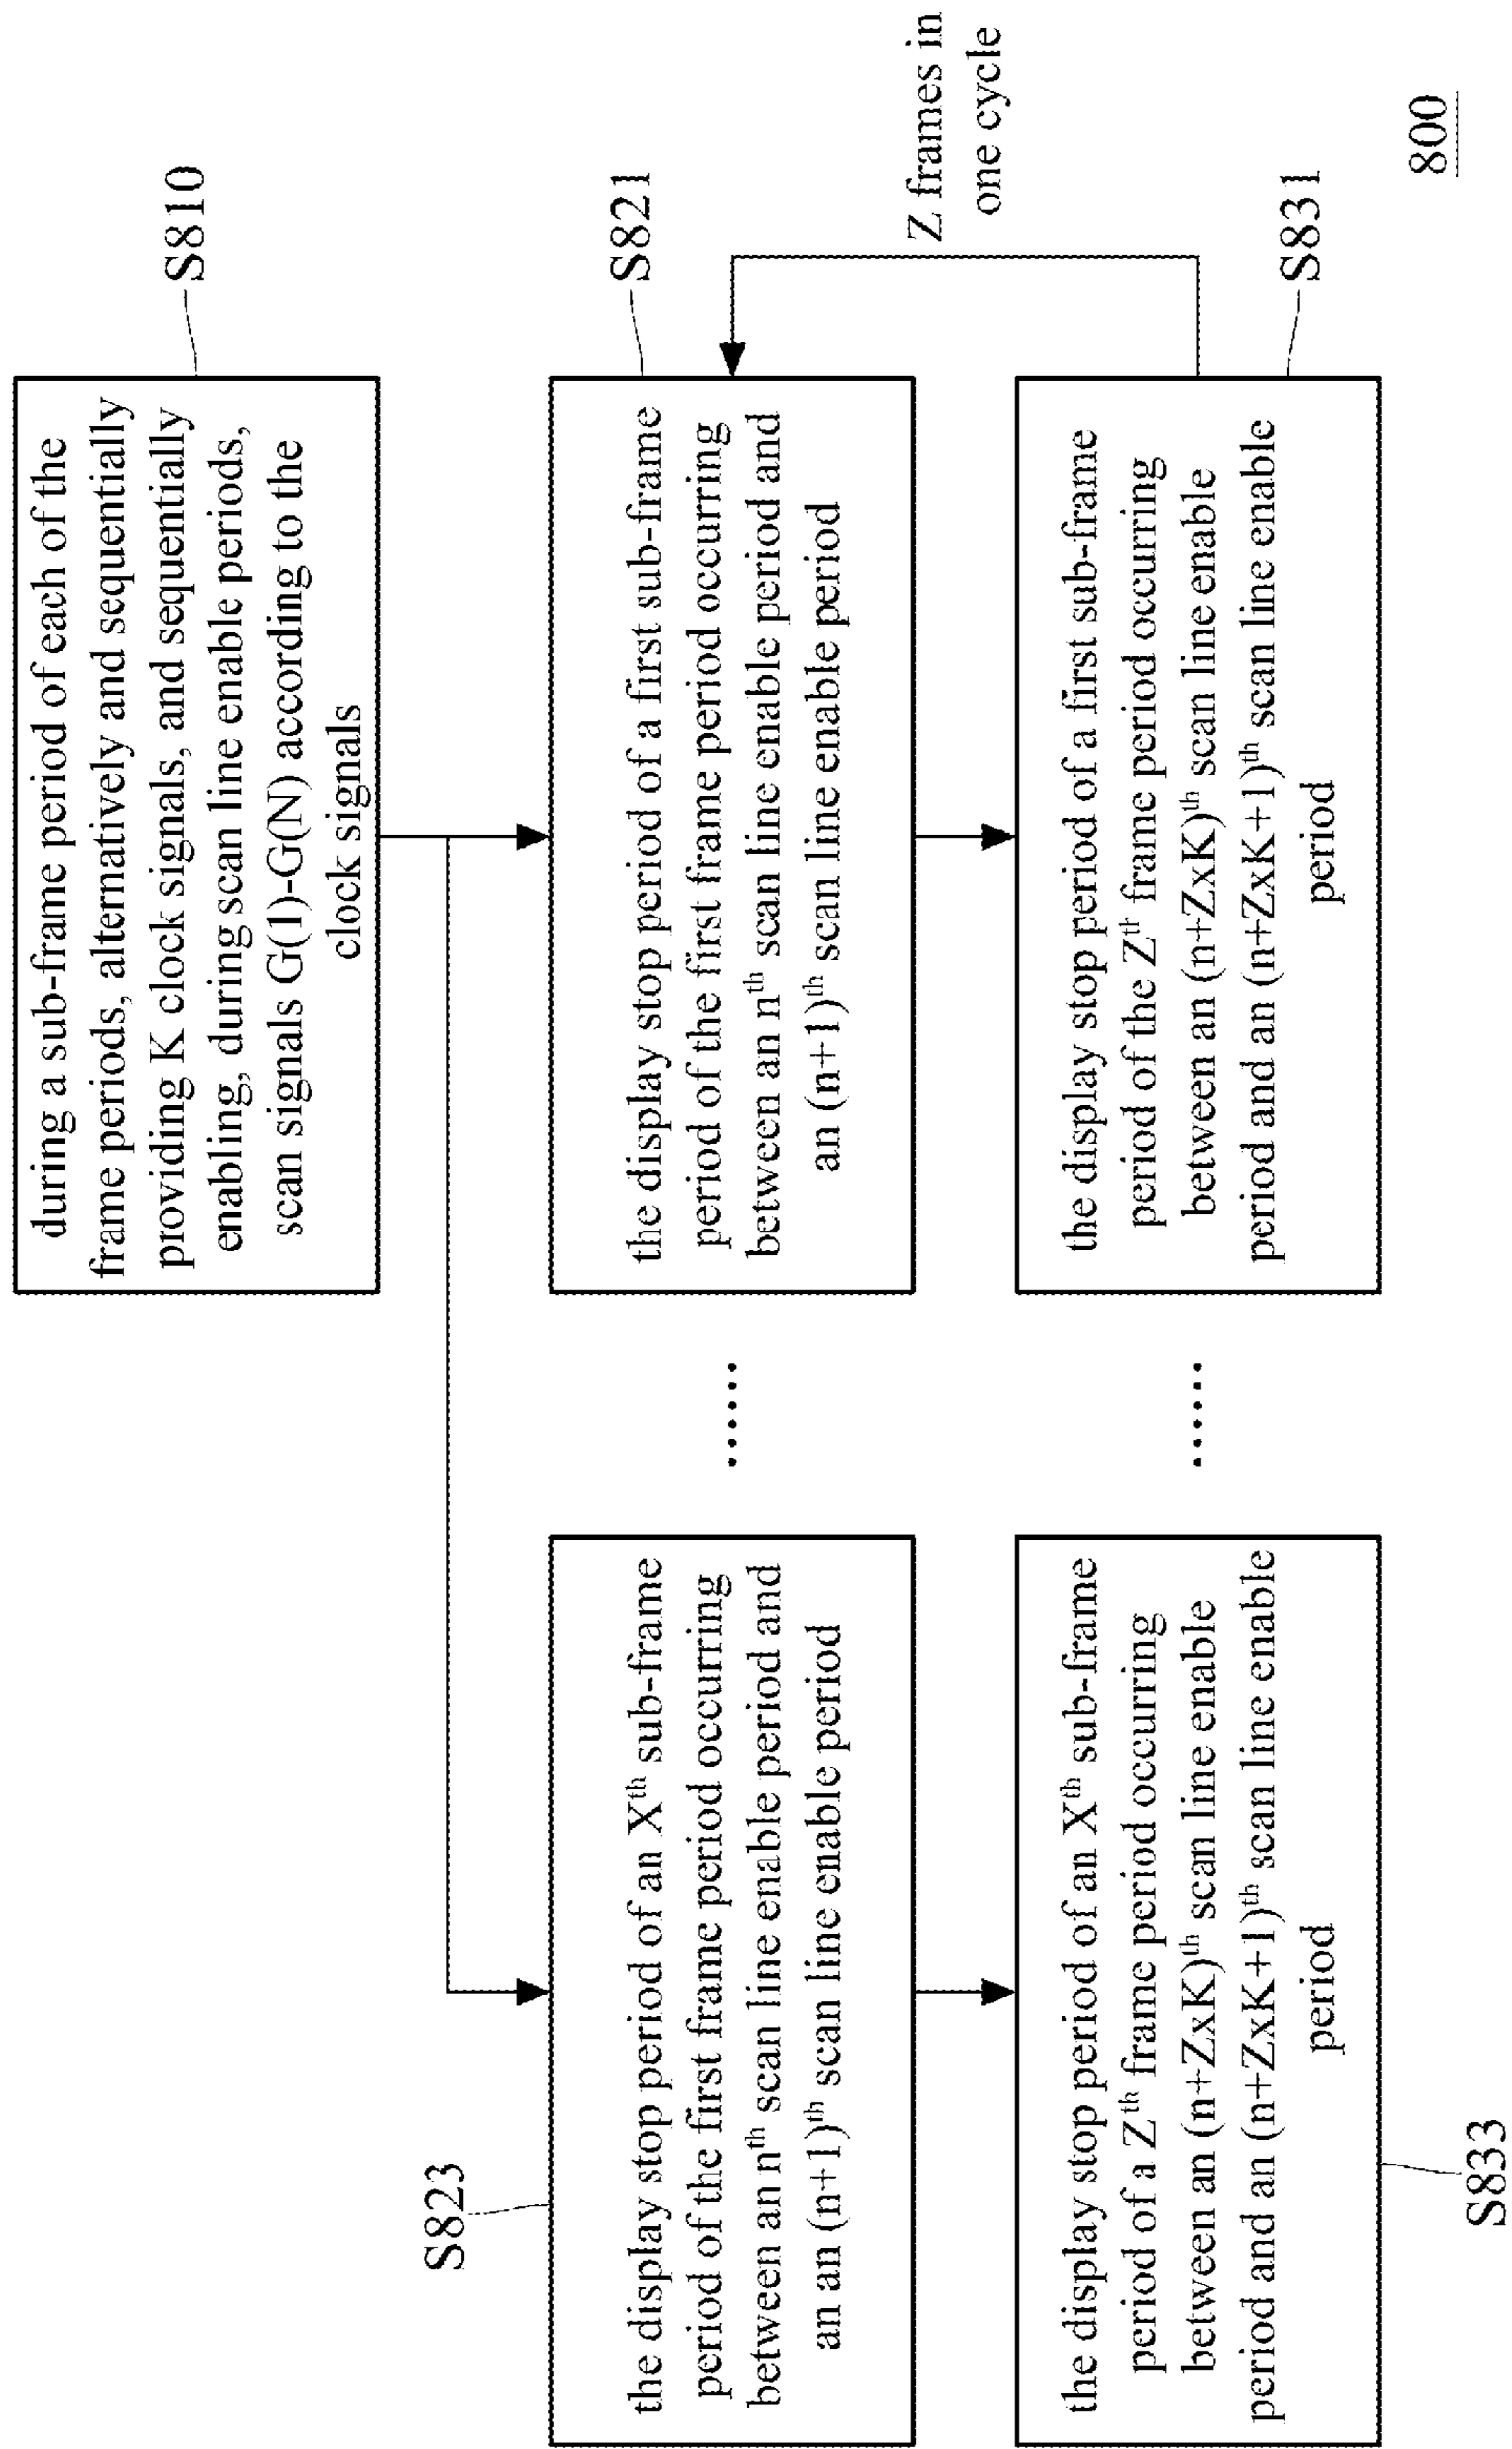 during a sub-frame period of each of the
frame periods, alternatively and sequentially
providing K clock signals, and sequentially
enabling, during scan line enable periods,
scan signals G(1)-G(N) according to the
clock signals
S810
the display stop period of an Xth sub-frame
period of the first frame period occurring
between an nth scan line enable period and
an an (n+1)th scan line enable period
S823
......
the display stop period of a first sub-frame
period of the first frame period occurring
between an nth scan line enable period and
an (n+1)th scan line enable period
S821
the display stop period of an Xth sub-frame
period of a Zth frame period occurring
between an (n+ZxK)th scan line enable
period and an (n+ZxK+1)th scan line enable
period
S833
......
the display stop period of a first sub-frame
period of the Zth frame period occurring
between an (n+ZxK)th scan line enable
period and an (n+ZxK+1)th scan line enable
period
S831
Z frames in
one cycle
800